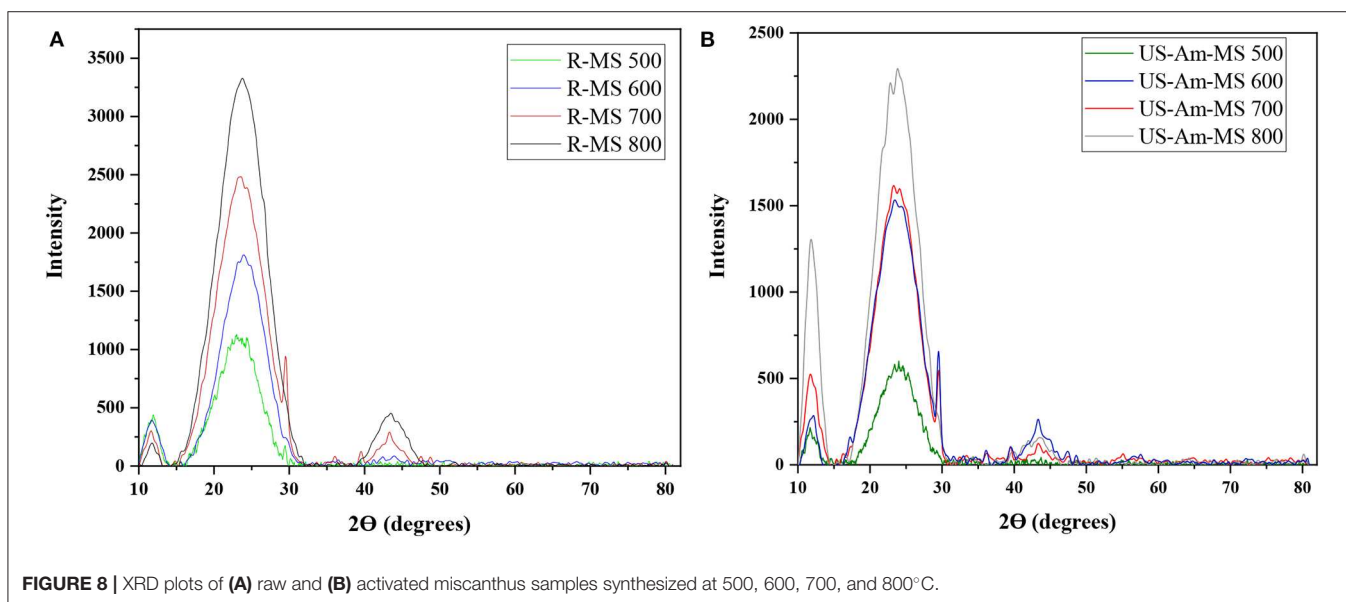 A
3500
3000
2500
2000
1500
1000
500
0
Intensity
10 20 30 40 50 60 70 80
2Θ (degrees)
R-MS 500
R-MS 600
R-MS 700
R-MS 800
B
2500
2000
1500
1000
500
0
Intensity
10 20 30 40 50 60 70 80
2Θ (degrees)
US-Am-MS 500
US-Am-MS 600
US-Am-MS 700
US-Am-MS 800
FIGURE 8 | XRD plots of (A) raw and (B) activated miscanthus samples synthesized at 500, 600, 700, and 800°C.